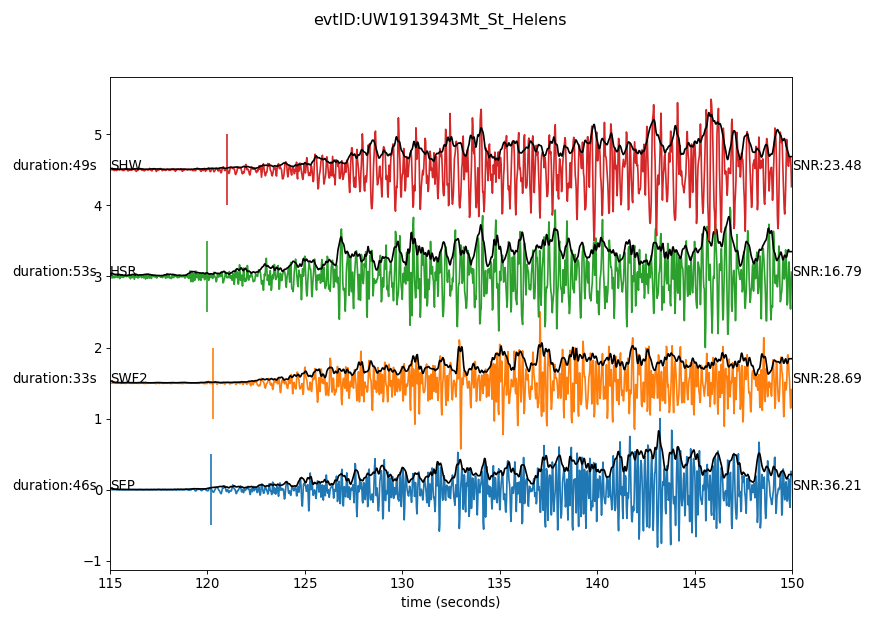 evtID:UW1913943Mt_St_Helens
5
duration:49s SHW SNR:23.48
4
duration:53s HSR SNR:16.79
3
2
duration:33s SWF2 SNR:28.69
1
duration:46s SEP SNR:36.21
0
−1
115 120 125 130 135 140 145 150
time (seconds)